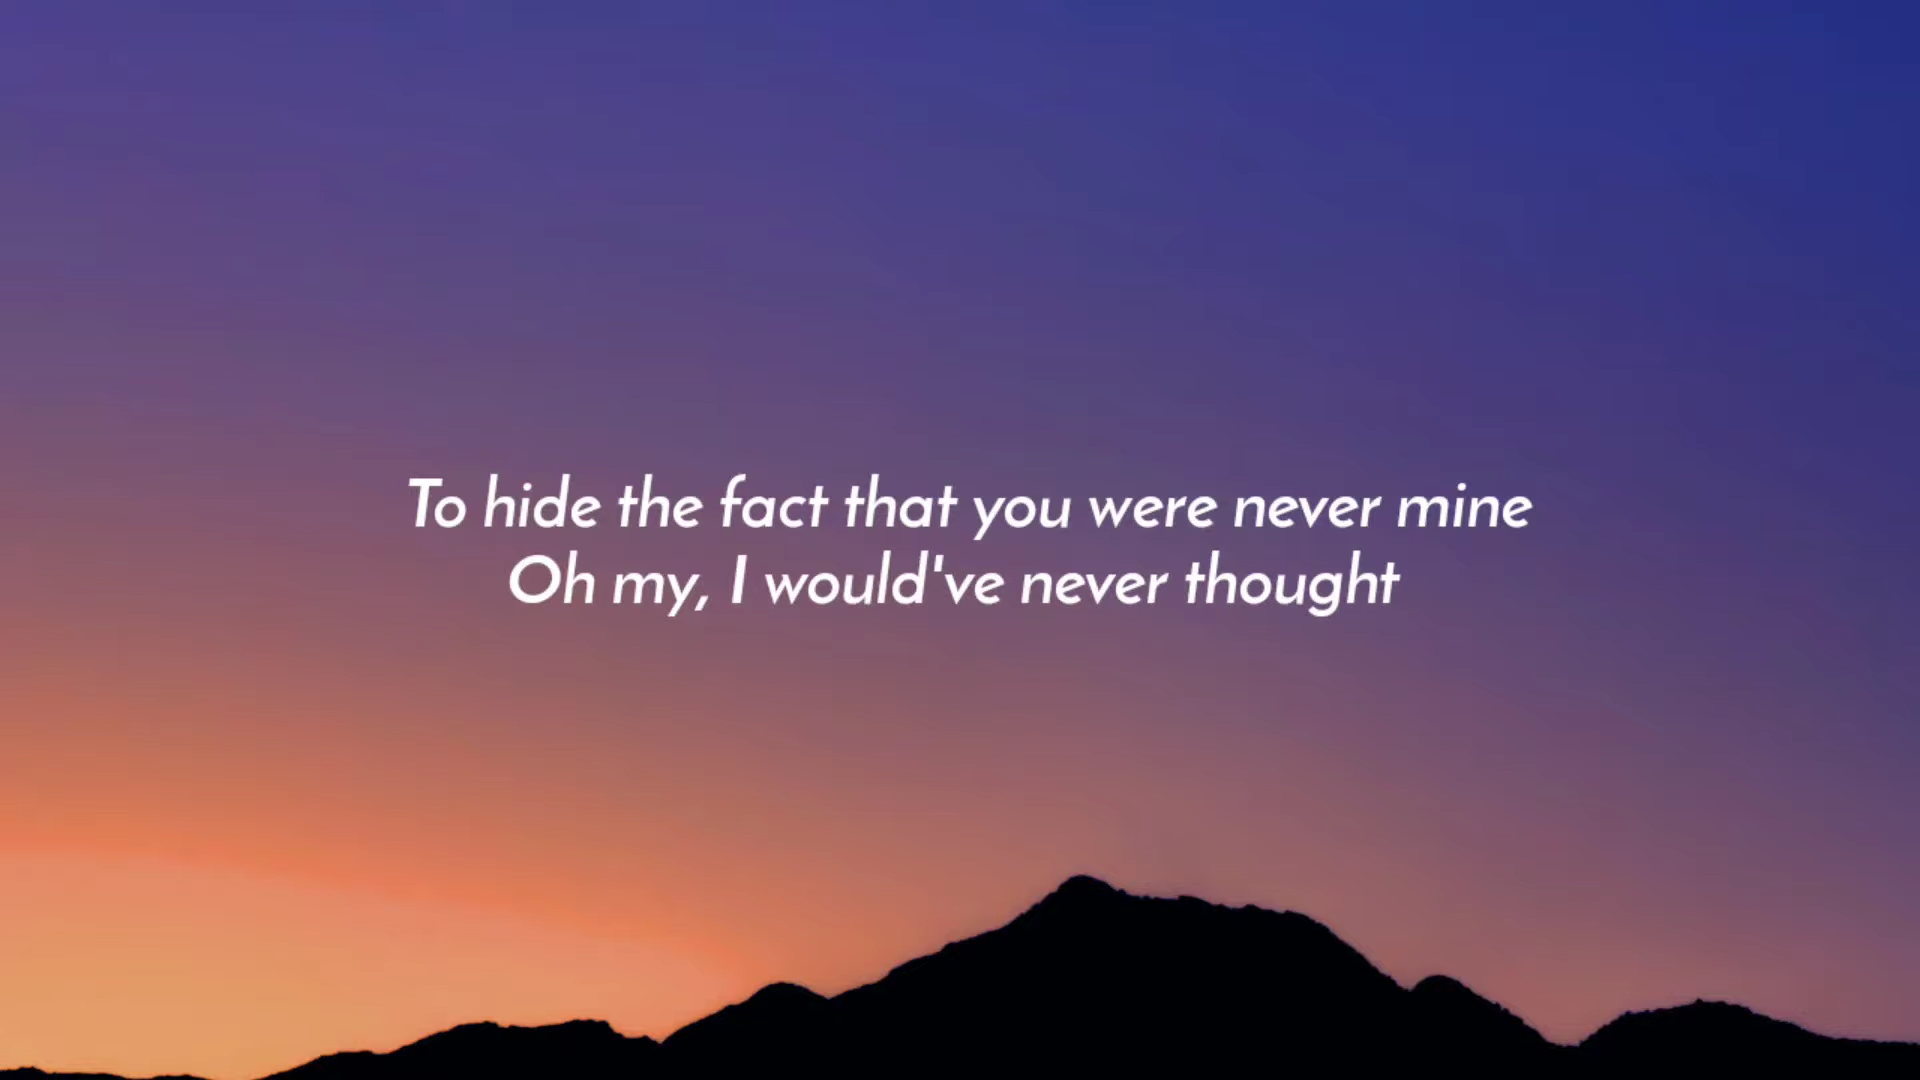 To hide the fact that you were never mine
Oh my, I would've never thought